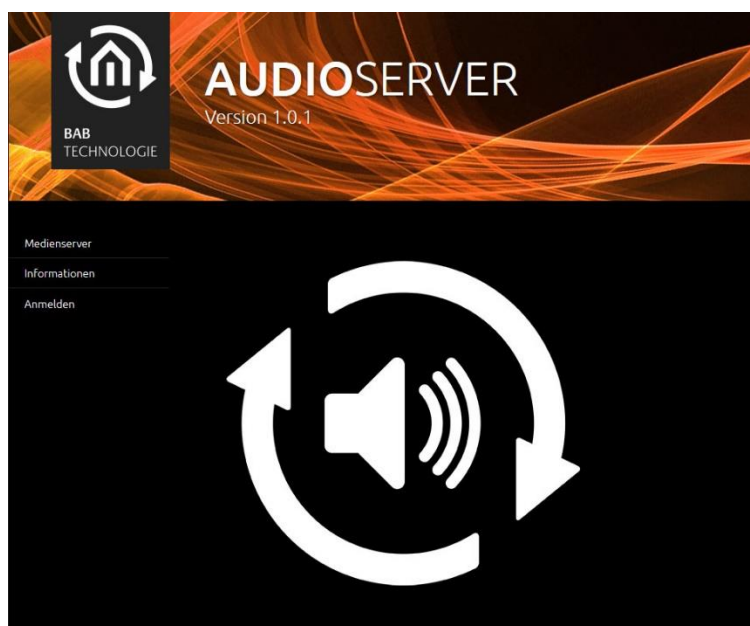 BAB
TECHNOLOGIE
AUDIOSERVER
Version 1.0.1
Medienserver
Informationen
Anmelden